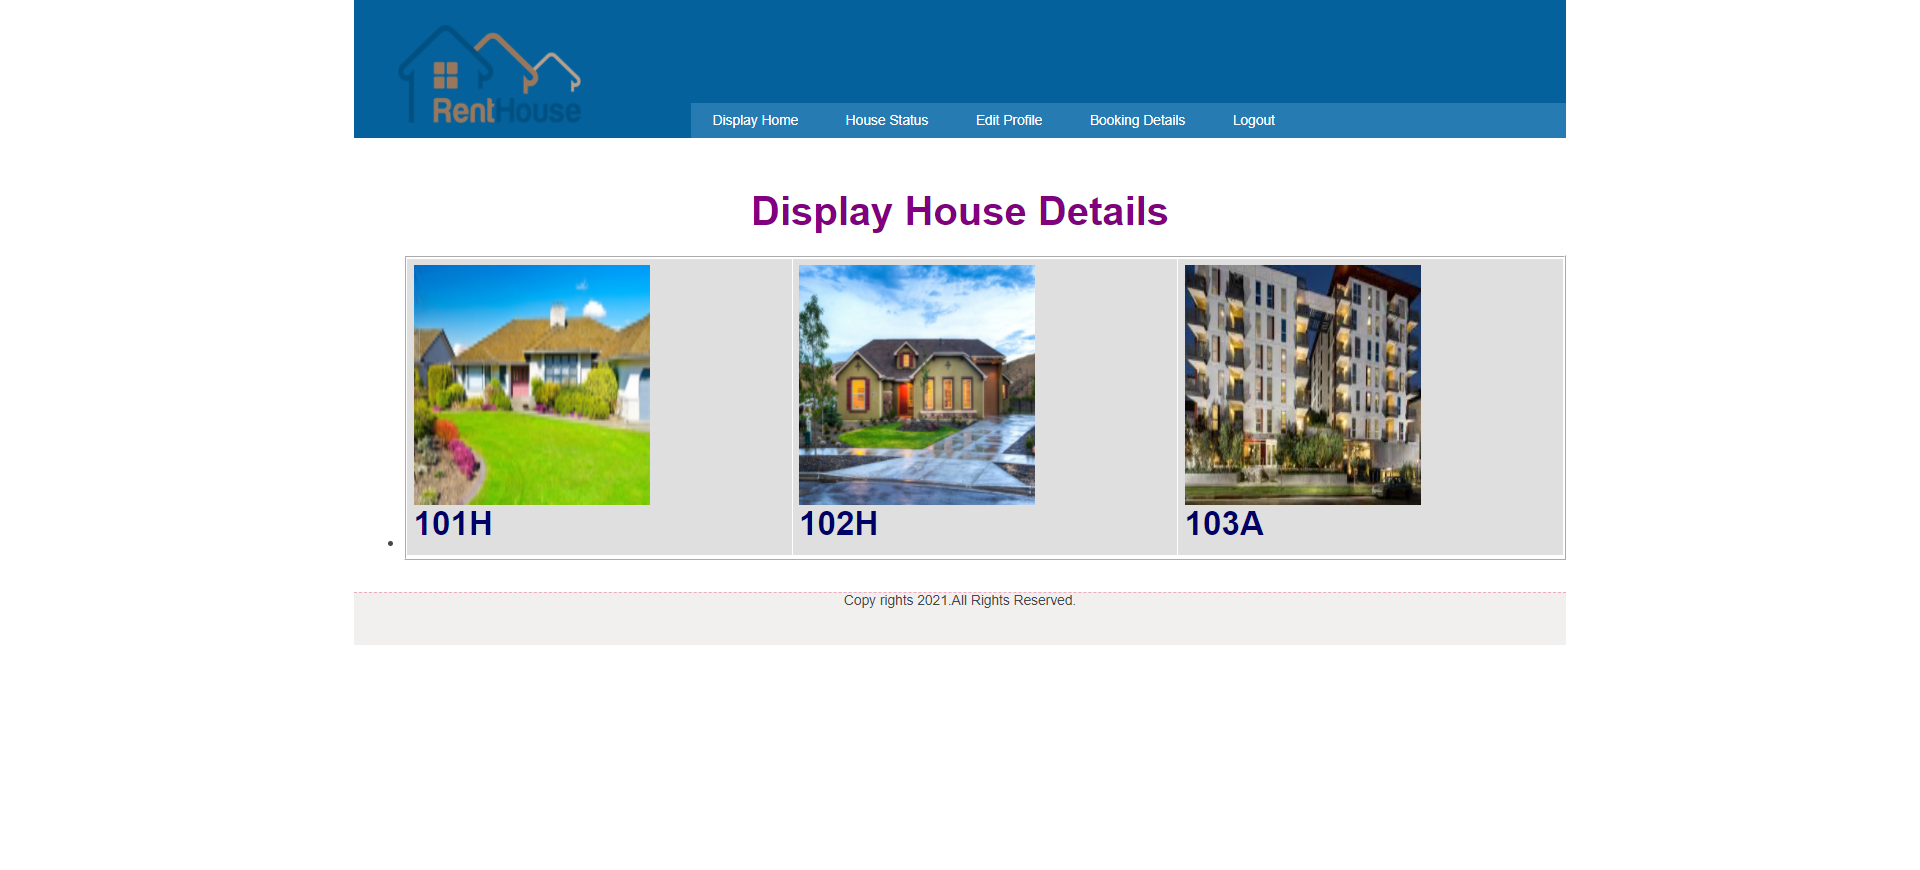 RentHouse
Display Home House Status Edit Profile Booking Details Logout
Display House Details
101H 102H 103A
Copy rights 2021.All Rights Reserved.